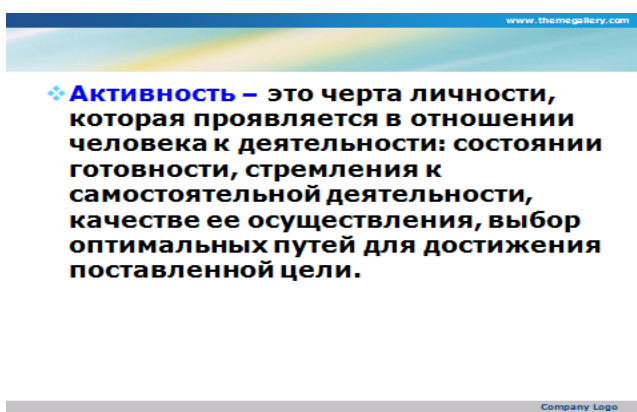 www.themegallery.com
Активность – это черта личности,
которая проявляется в отношении
человека к деятельности: состоянии
готовности, стремления к
самостоятельной деятельности,
качестве ее осуществления, выбор
оптимальных путей для достижения
поставленной цели.
Company Logo